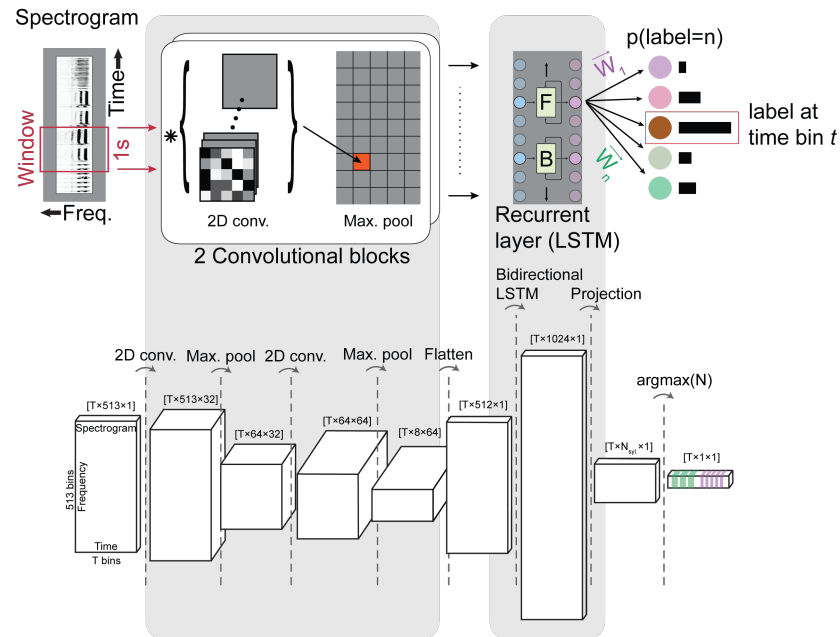 Spectrogram
Time
Window
1s
Freq.
*
2D conv.
Max. pool
2 Convolutional blocks
F
B
Recurrent
layer (LSTM)
W1
Wn
p(label=n)
label at
time bin t
Bidirectional
LSTM
Projection
2D conv.
Max. pool
2D conv.
Max. pool
Flatten
argmax(N)
[T×513×1]
[T×513×32]
[T×64×32]
[T×64×64]
[T×8×64]
[T×512×1]
[T×1024×1]
[T×Nsyl.×1]
[T×1×1]
Spectrogram
513 bins
Frequency
Time
T bins